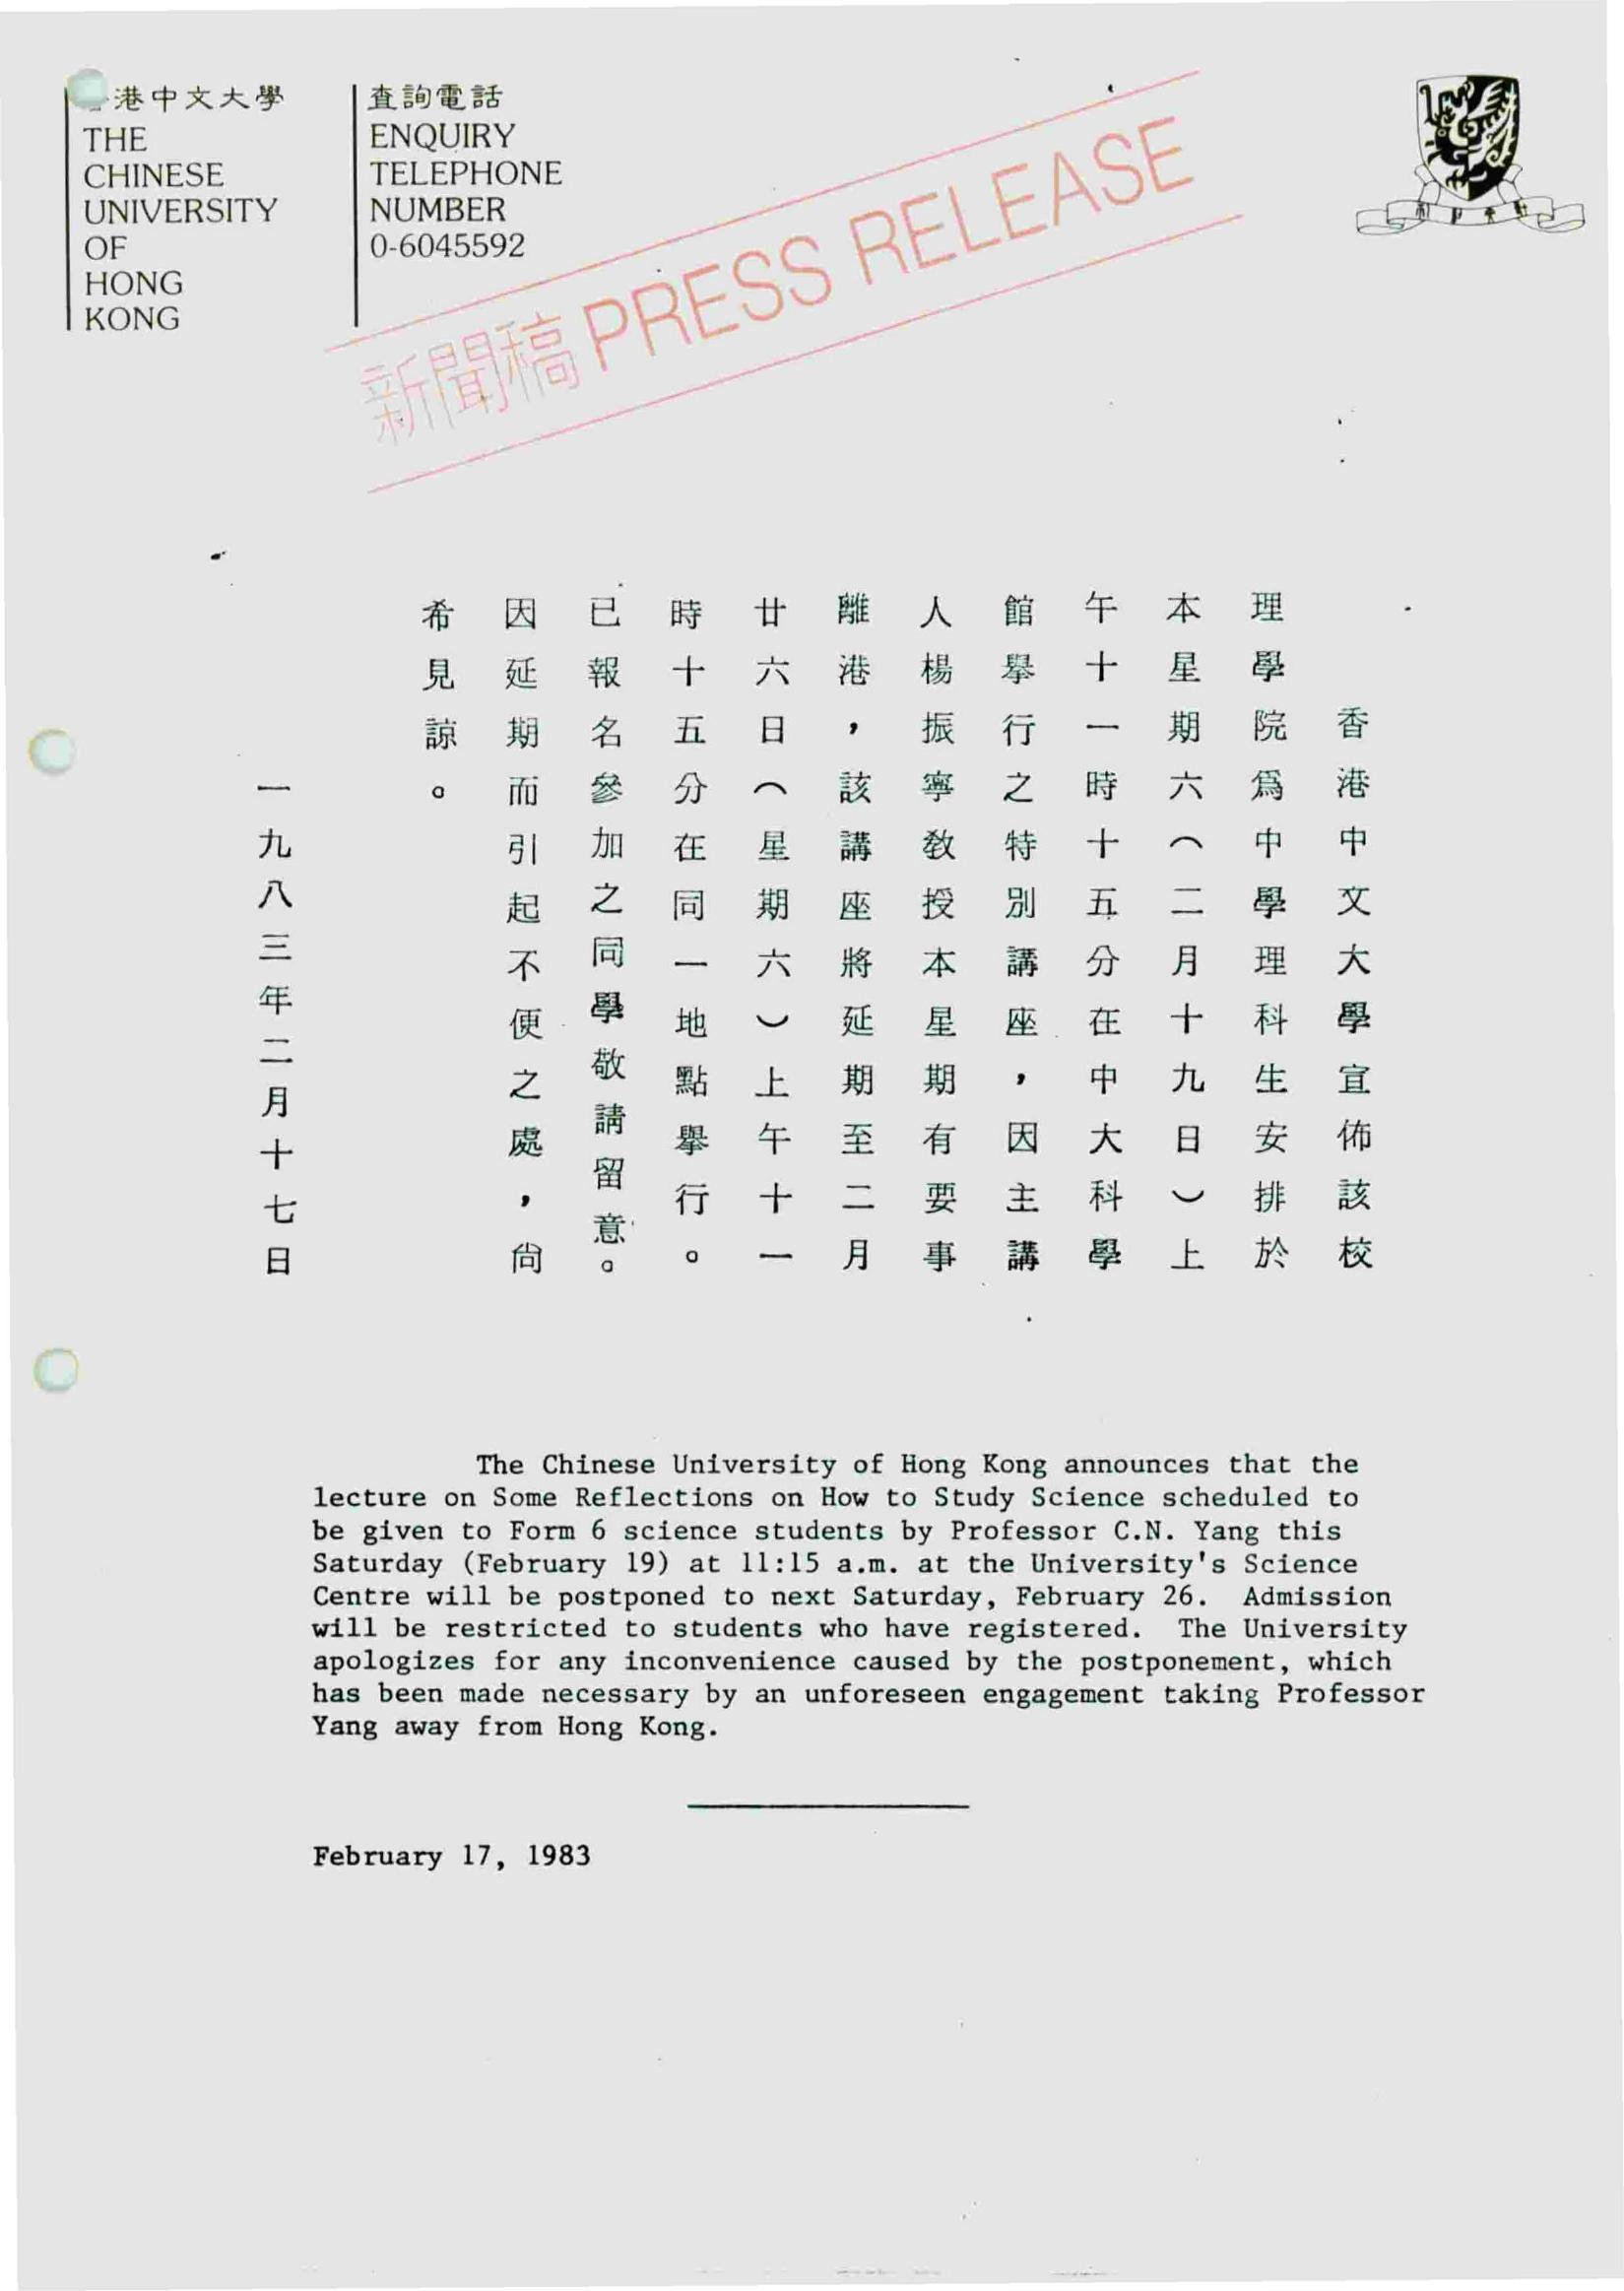 港中文大學
THE
CHINESE
UNIVERSITY
OF
HONG
KONG
查詢電話
ENQUIRY
TELEPHONE
NUMBER
0-6045592
新聞稿 PRESS RELEASE
香港中文大學宣佈該校
理學院爲中學理科生安排於
本星期六（二月十九日）上
午十一時十五分在中大科學
館舉行之特別講座，因主講
人楊振寧教授本星期有要事
離港，該講座將延期至二月
廿六日（星期六）上午十一
時十五分在同一地點舉行。
已報名參加之同學敬請留意。
因延期而引起不便之處，尙
希見諒。
一九八三年二月十七日
The Chinese University of Hong Kong announces that the
lecture on Some Reflections on How to Study Science scheduled to
be given to Form 6 science students by Professor C.N. Yang this
Saturday (February 19) at 11:15 a.m. at the University's Science
Centre will be postponed to next Saturday, February 26. Admission
will be restricted to students who have registered. The University
apologizes for any inconvenience caused by the postponement, which
has been made necessary by an unforeseen engagement taking Professor
Yang away from Hong Kong.
February 17, 1983